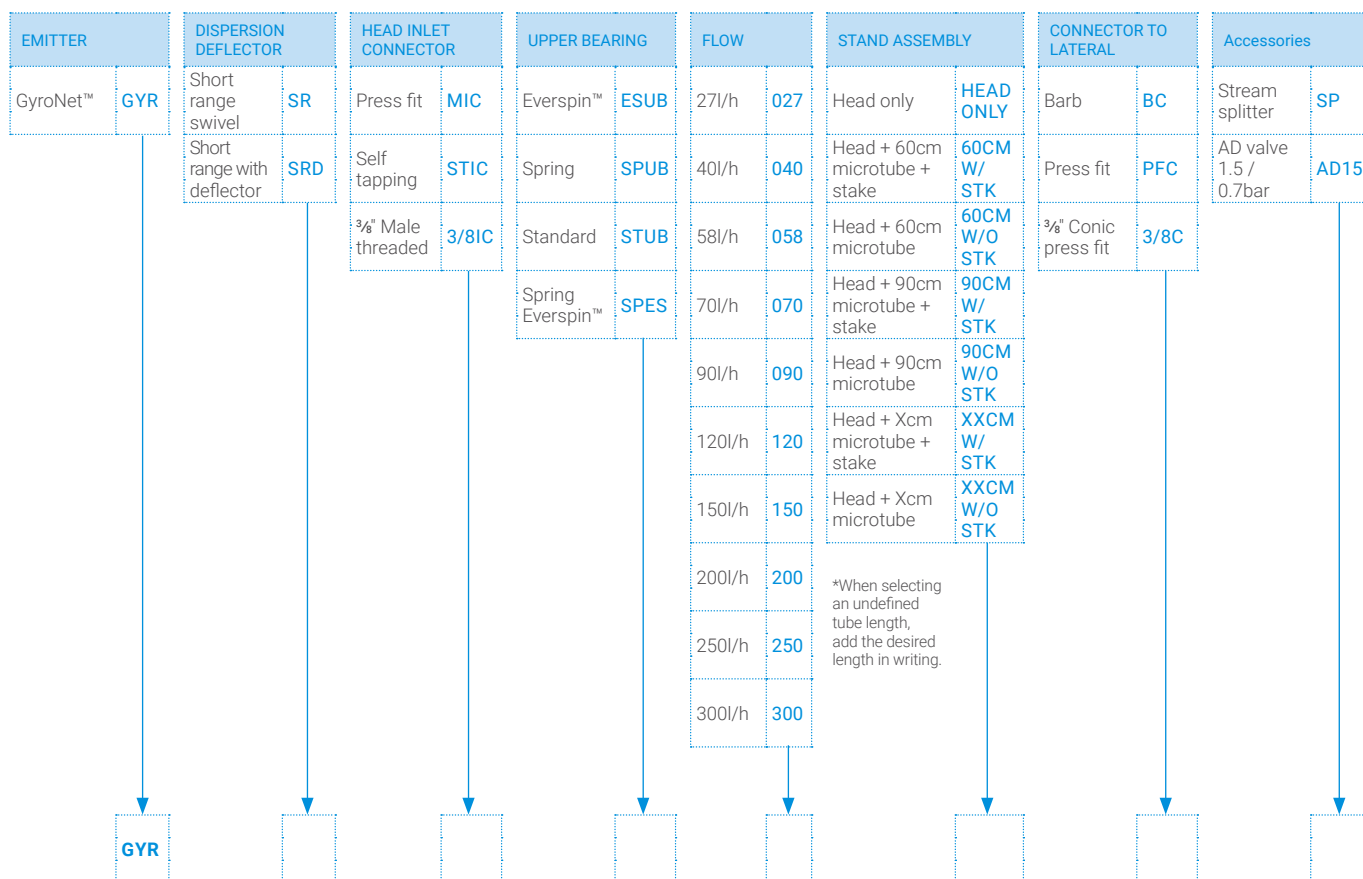 EMITTER
GyroNet™ GYR
DISPERSION
DEFLECTOR
Short
range
swivel
SR
Short
range with
deflector
SRD
HEAD INLET
CONNECTOR
Press fit MIC
Self
tapping
STIC
⅜" Male
threaded
3/8IC
UPPER BEARING
Everspin™ ESUB
Spring SPUB
Standard STUB
Spring
Everspin™
SPES
FLOW
27l/h 027
40l/h 040
58l/h 058
70l/h 070
90l/h 090
120l/h 120
150l/h 150
200l/h 200
250l/h 250
300l/h 300
STAND ASSEMBLY
Head only
HEAD
ONLY
Head + 60cm
microtube +
stake
60CM
W/
STK
Head + 60cm
microtube
60CM
W/O
STK
Head + 90cm
microtube +
stake
90CM
W/
STK
Head + 90cm
microtube
90CM
W/O
STK
Head + Xcm
microtube +
stake
XXCM
W/
STK
Head + Xcm
microtube
XXCM
W/O
STK
*When selecting
an undefined
tube length,
add the desired
length in writing.
CONNECTOR TO
LATERAL
Barb BC
Press fit PFC
⅜" Conic
press fit
3/8C
Accessories
Stream
splitter
SP
AD valve
1.5 /
0.7bar
AD15
GYR